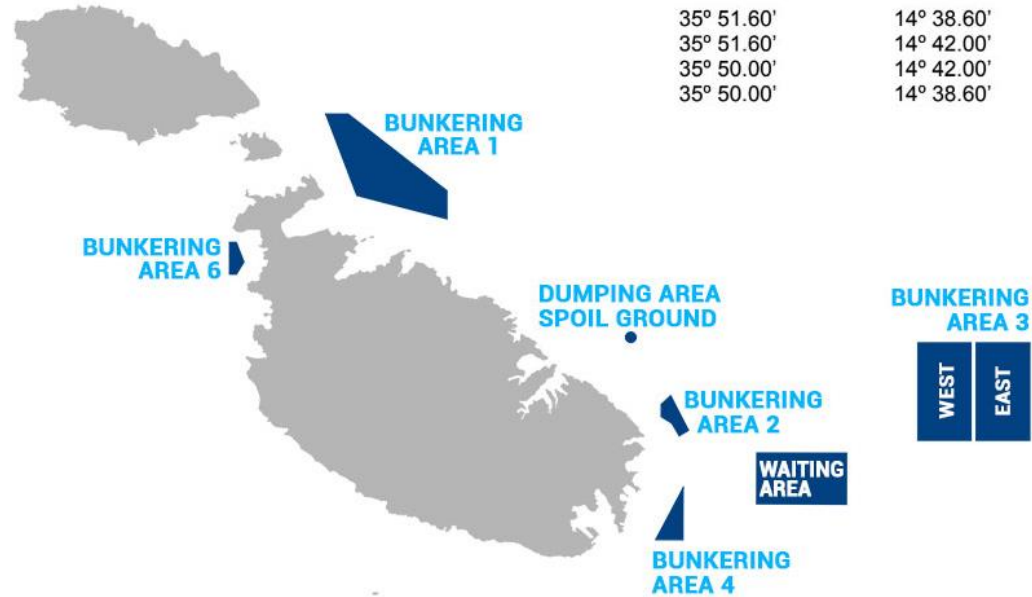 35º 51.60’ 14º 38.60’
35º 51.60’ 14º 42.00’
35º 50.00’ 14º 42.00’
35º 50.00’ 14º 38.60’
BUNKERING
AREA 1
BUNKERING
AREA 6
DUMPING AREA
SPOIL GROUND
BUNKERING
AREA 3
WEST
EAST
BUNKERING
AREA 2
WAITING
AREA
BUNKERING
AREA 4